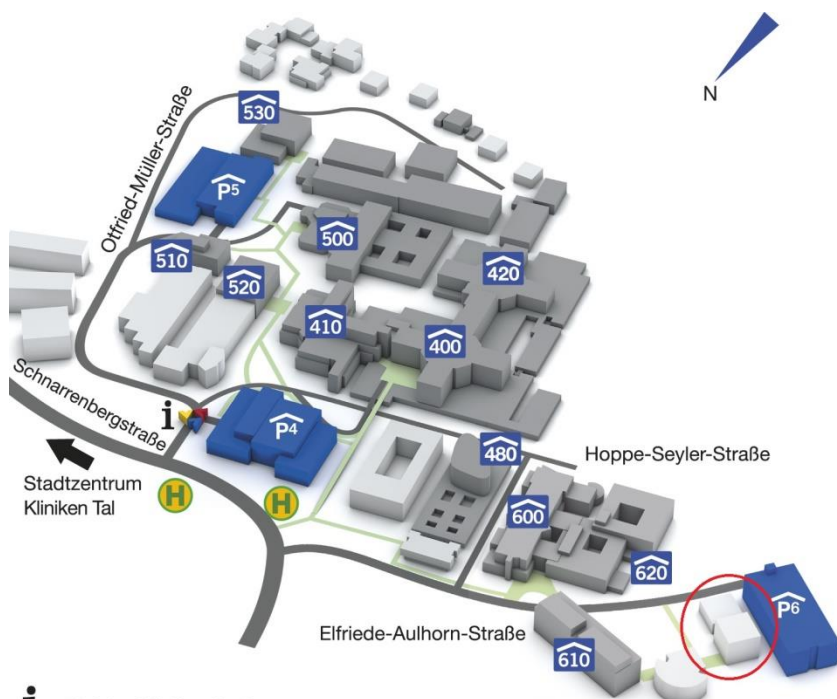 N
530
Otfried-Müller-Straße
P5
510
500
520
420
410
400
i
Schnarrenbergstraße
P4
480
Hoppe-Seyler-Straße
Stadtzentrum
Kliniken Tal
H
H
600
620
P6
Elfriede-Aulhorn-Straße
610
i